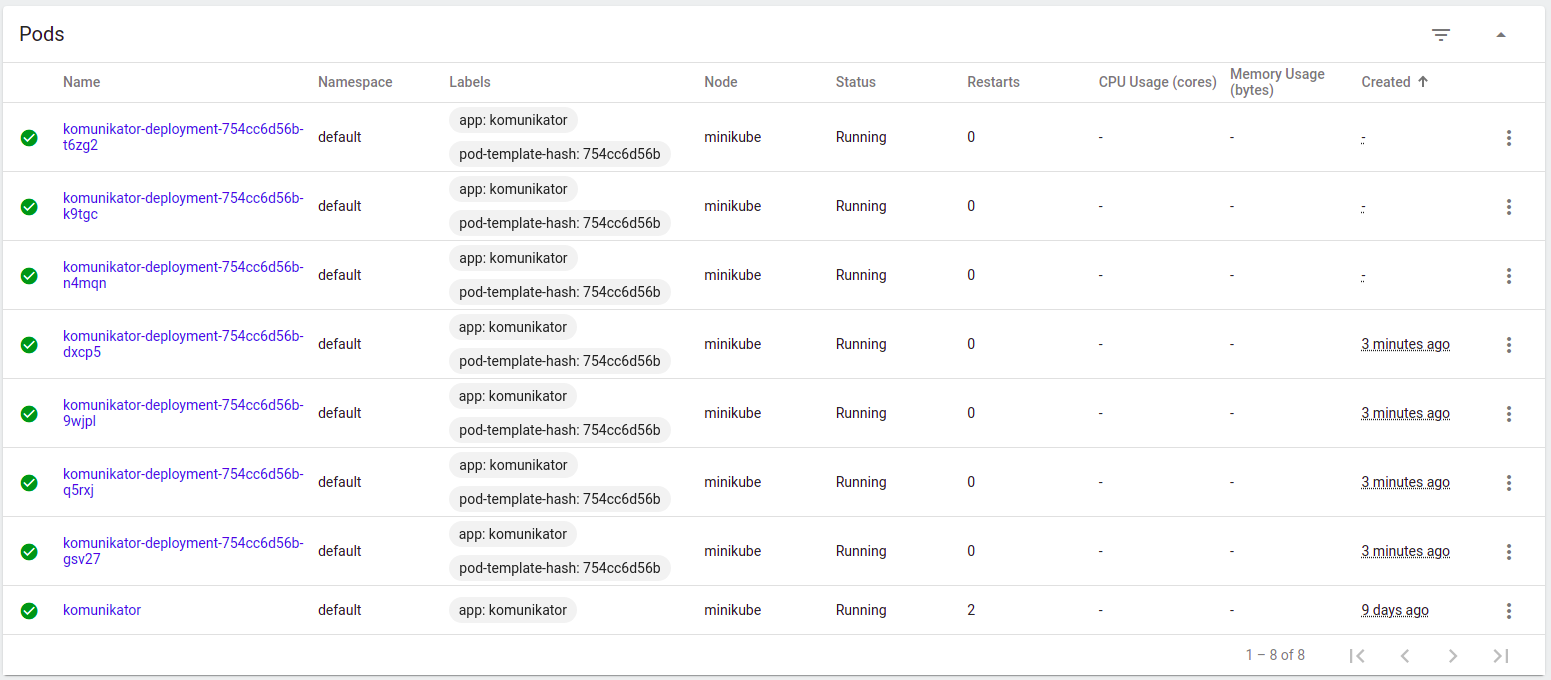 Pods
Name Namespace Labels Node Status Restarts CPU Usage (cores) Memory Usage (bytes) Created
komunikator-deployment-754cc6d56b-
t6zg2
default
app: komunikator
pod-template-hash: 754cc6d56b
minikube Running 0 - - -
komunikator-deployment-754cc6d56b-
k9tgc
default
app: komunikator
pod-template-hash: 754cc6d56b
minikube Running 0 - - -
komunikator-deployment-754cc6d56b-
n4mqn
default
app: komunikator
pod-template-hash: 754cc6d56b
minikube Running 0 - - -
komunikator-deployment-754cc6d56b-
dxcp5
default
app: komunikator
pod-template-hash: 754cc6d56b
minikube Running 0 - - 3 minutes ago
komunikator-deployment-754cc6d56b-
9wjpl
default
app: komunikator
pod-template-hash: 754cc6d56b
minikube Running 0 - - 3 minutes ago
komunikator-deployment-754cc6d56b-
q5rxj
default
app: komunikator
pod-template-hash: 754cc6d56b
minikube Running 0 - - 3 minutes ago
komunikator-deployment-754cc6d56b-
gsv27
default
app: komunikator
pod-template-hash: 754cc6d56b
minikube Running 0 - - 3 minutes ago
komunikator default app: komunikator minikube Running 2 - - 9 days ago
1 – 8 of 8